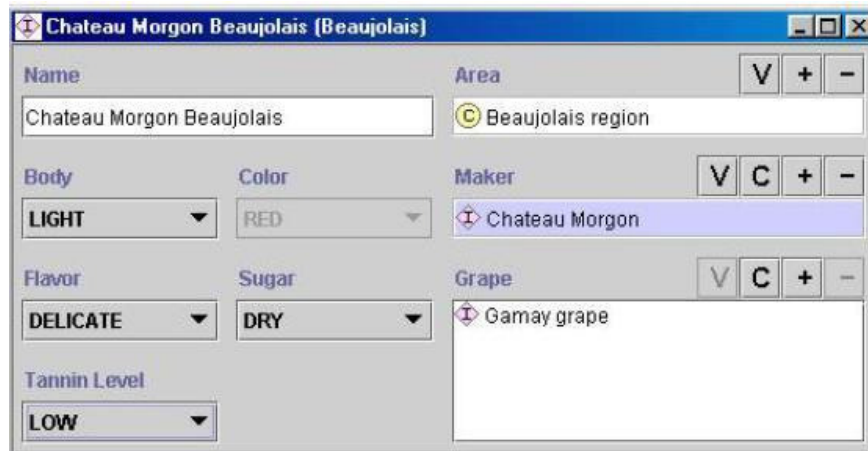 Chateau Morgon Beaujolais (Beaujolais)
Name
Area
V + −
Chateau Morgon Beaujolais
C Beaujolais region
Body
Color
Maker
V C + −
LIGHT
RED
I Chateau Morgon
Flavor
Sugar
Grape
V C + −
DELICATE
DRY
I Gamay grape
Tannin Level
LOW